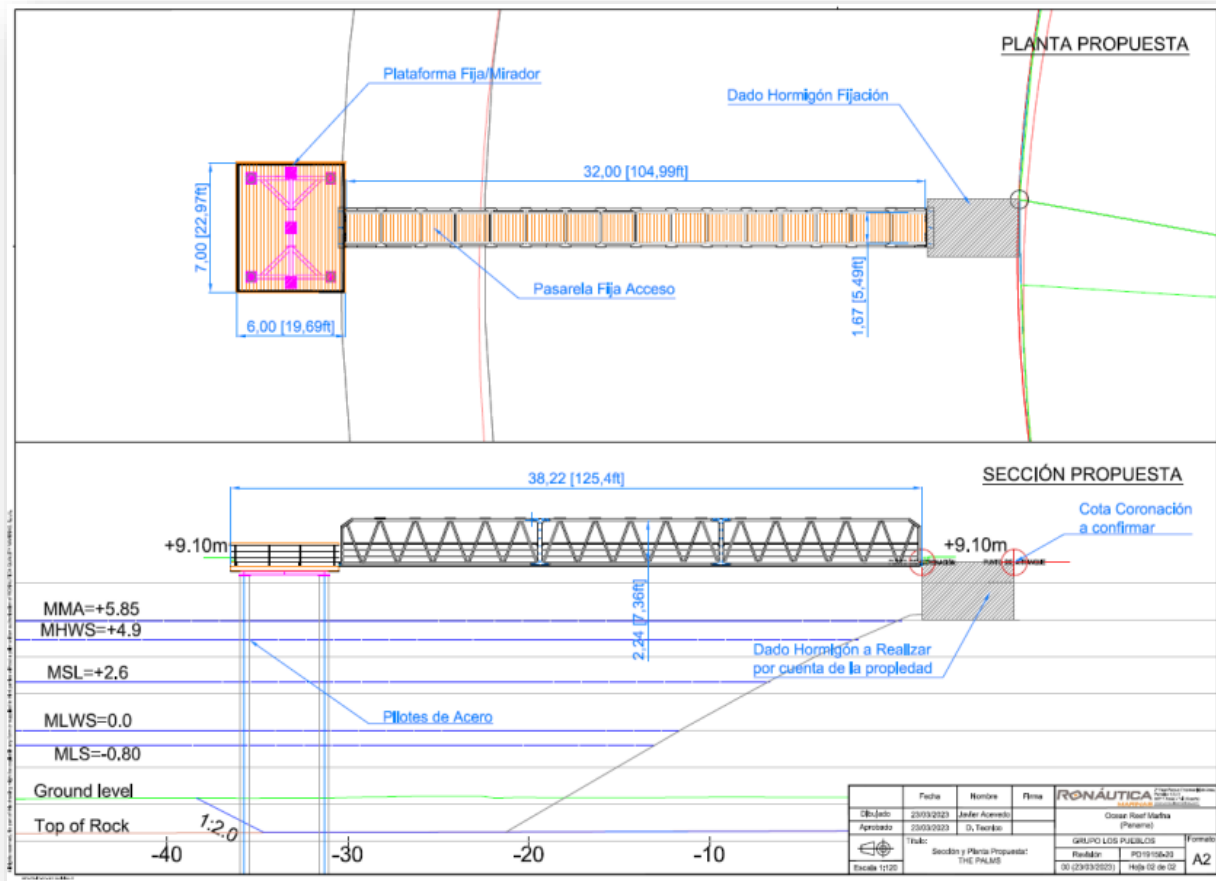 PLANTA PROPUESTA
Plataforma Fija/Mirador
Dado Hormigón Fijación
32,00 [104,99ft]
7,00 [22,97ft]
1,67 [5,49ft]
Pasarela Fija Acceso
6,00 [19,69ft]
SECCIÓN PROPUESTA
38,22 [125,4ft]
Cota Coronación
a confirmar
+9.10m
+9.10m
2,24 [7,36ft]
MMA=+5.85
MHWS=+4.9
MSL=+2.6
MLWS=0.0
MLS=-0.80
Dado Hormigón a Realizar
por cuenta de la propledad
Pilotes de Acero
Ground level
Top of Rock
1:2.0
-40
-30
-20
-10
Fecha Nombre Firma
RONÁUTICA
MARINAS
Dibujado 23/03/2023 Javier Acevedo
Aprobado 23/03/2023 D. Tecnico
Ocean Reef Marina
(Panama)
Título:
Sección y Planta Propuesta:
THE PALMS
GRUPO LOS PUEBLOS
Formato
A2
Revisión PD19156-20
00 (23/03/2023) Hoja 02 de 02
Escala 1:120